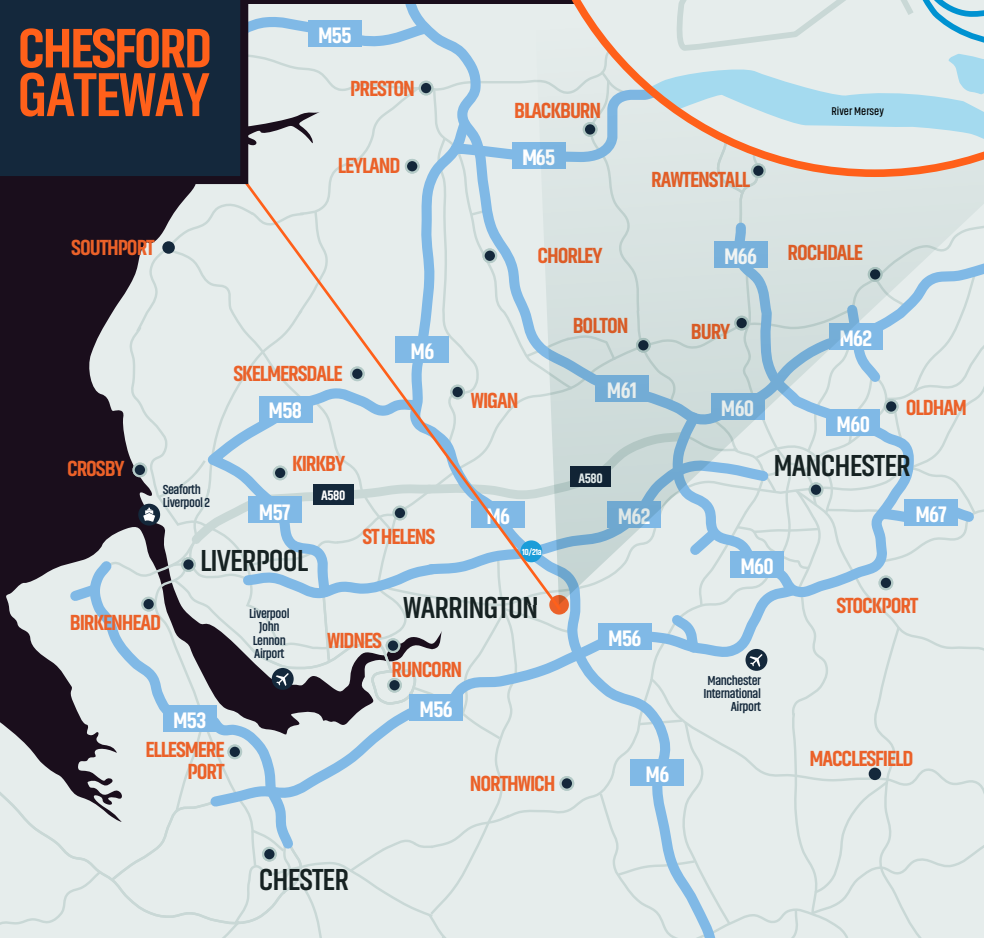 CHESFORD
GATEWAY
M55
PRESTON
BLACKBURN
River Mersey
M65
LEYLAND
RAWTENSTALL
SOUTHPORT
CHORLEY
M66
ROCHDALE
BOLTON
BURY
M62
M6
SKELMERSDALE
M58
WIGAN
M61
M60
OLDHAM
M60
CROSBY
KIRKBY
MANCHESTER
A580
A580
Seaforth
Liverpool 2
M57
ST HELENS
M6
M62
M67
10/21a
LIVERPOOL
M60
BIRKENHEAD
Liverpool
John
Lennon
Airport
WARRINGTON
STOCKPORT
WIDNES
M56
RUNCORN
Manchester
International
Airport
M56
M53
ELLESMERE
PORT
NORTHWICH
M6
MACCLESFIELD
CHESTER